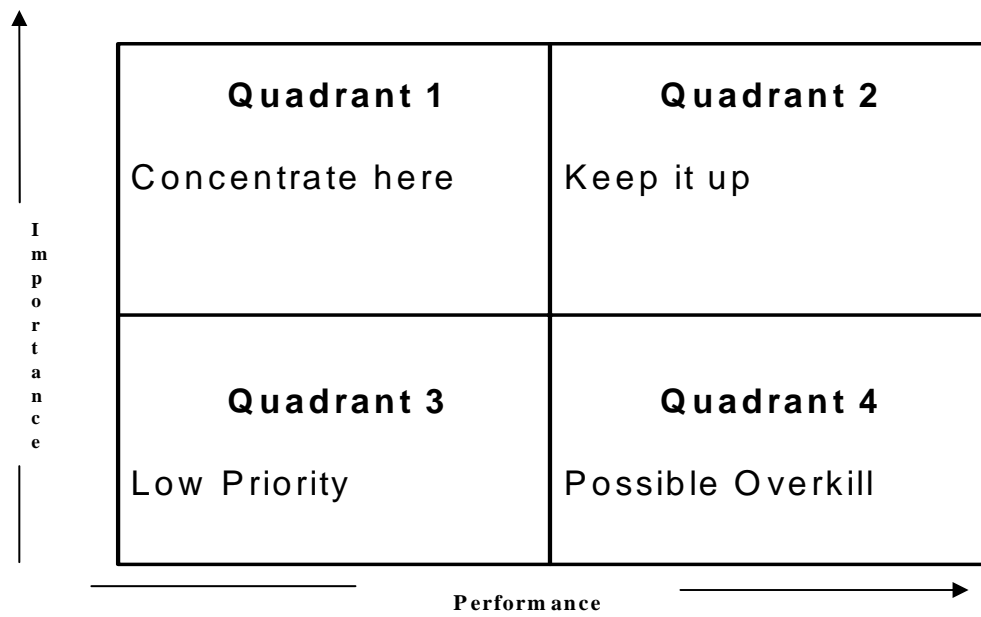 Quadrant 1
Quadrant 2
Concentrate here
Keep it up
Importance
Quadrant 3
Quadrant 4
Low Priority
Possible Overkill
Performance